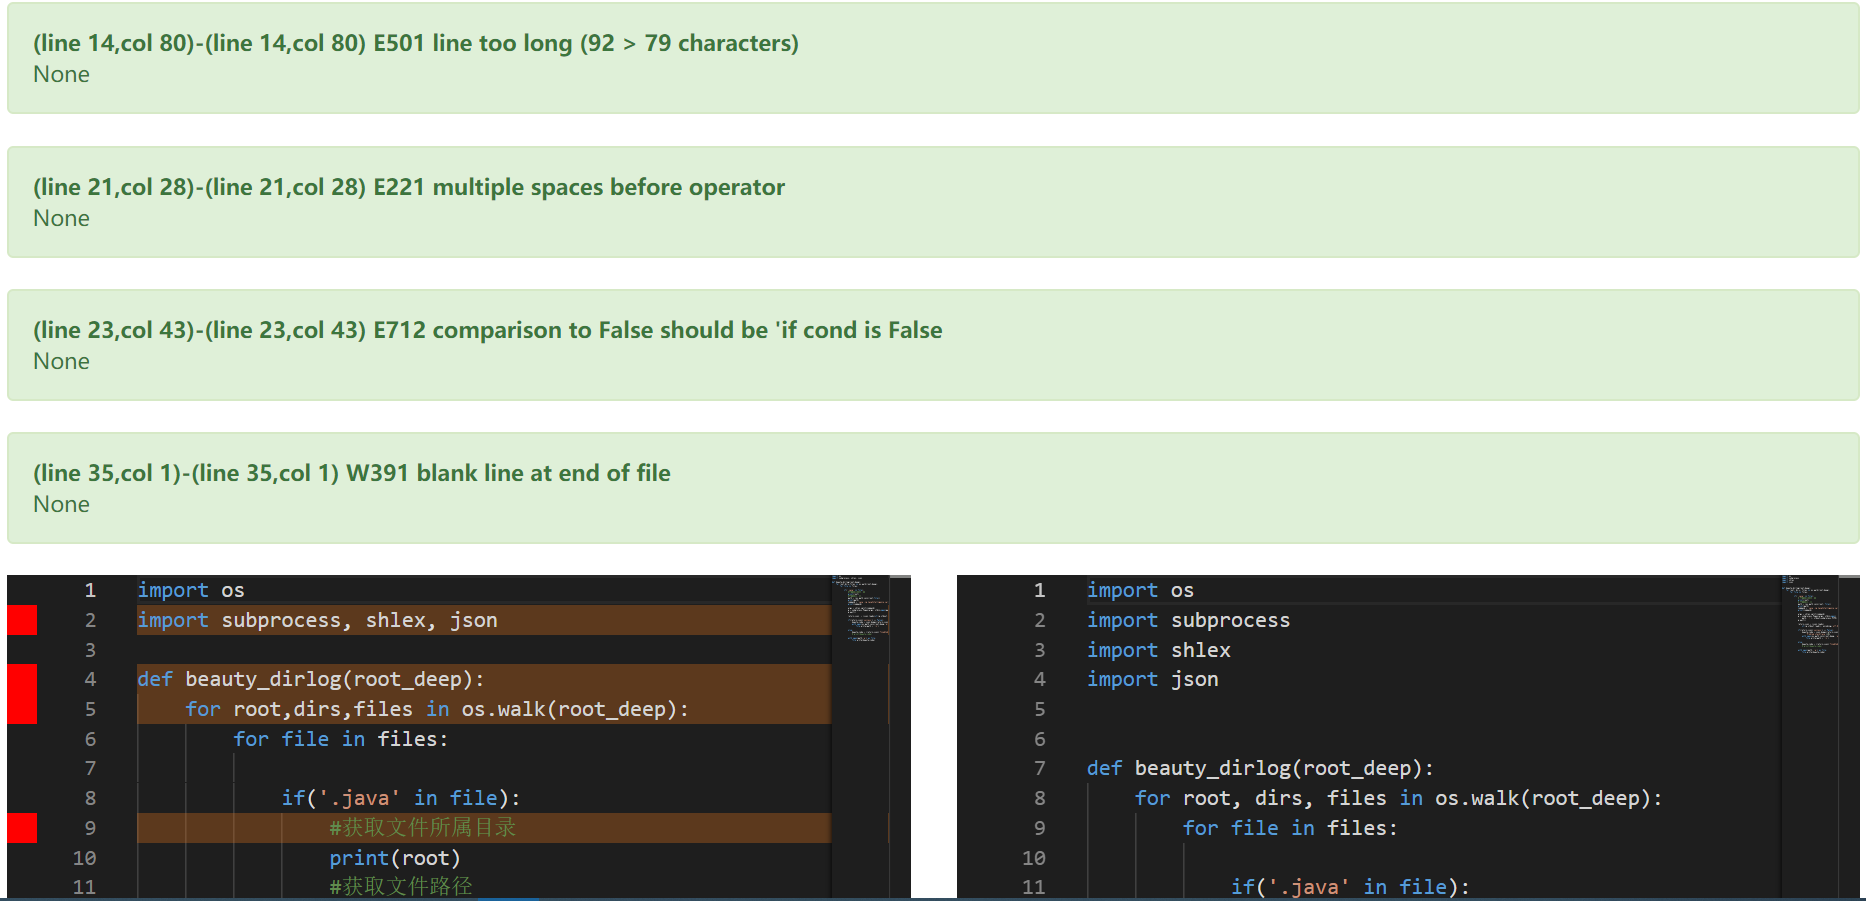 (line 14,col 80)-(line 14,col 80) E501 line too long (92 > 79 characters)
None
(line 21,col 28)-(line 21,col 28) E221 multiple spaces before operator
None
(line 23,col 43)-(line 23,col 43) E712 comparison to False should be 'if cond is False
None
(line 35,col 1)-(line 35,col 1) W391 blank line at end of file
None
1 import os
2 import subprocess, shlex, json
3
4 def beauty_dirlog(root_deep):
5 for root,dirs,files in os.walk(root_deep):
6 for file in files:
7
8 if('.java' in file):
9 #获取文件所属目录
10 print(root)
11 #获取文件路径
1 import os
2 import subprocess
3 import shlex
4 import json
5
6
7 def beauty_dirlog(root_deep):
8 for root, dirs, files in os.walk(root_deep):
9 for file in files:
10
11 if('.java' in file):